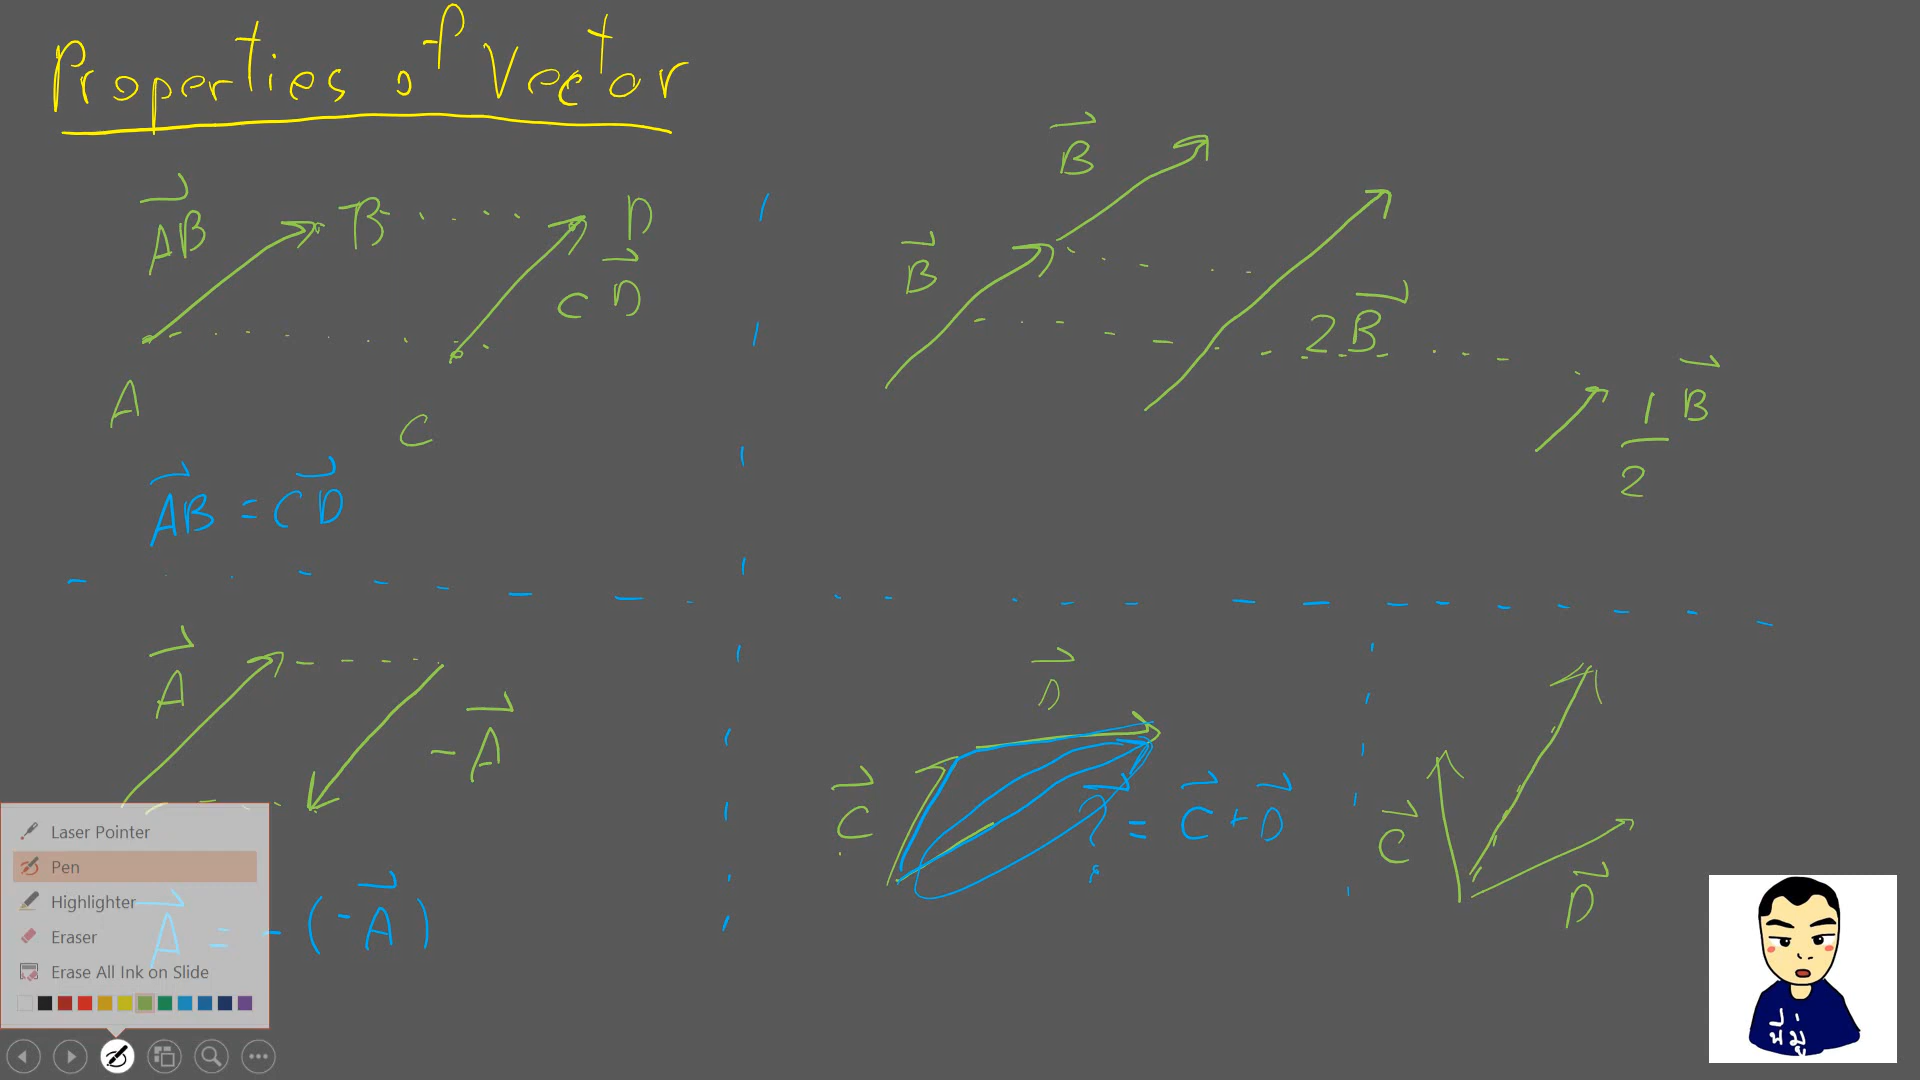 Properties of Vector
AB
B
D
CD
A
C
AB = CD
B
B
2B
1/2 B
A
-A
A = - (-A)
D
C
? = C + D
C
D
Laser Pointer
Pen
Highlighter
Eraser
Erase All Ink on Slide
พี่มู่